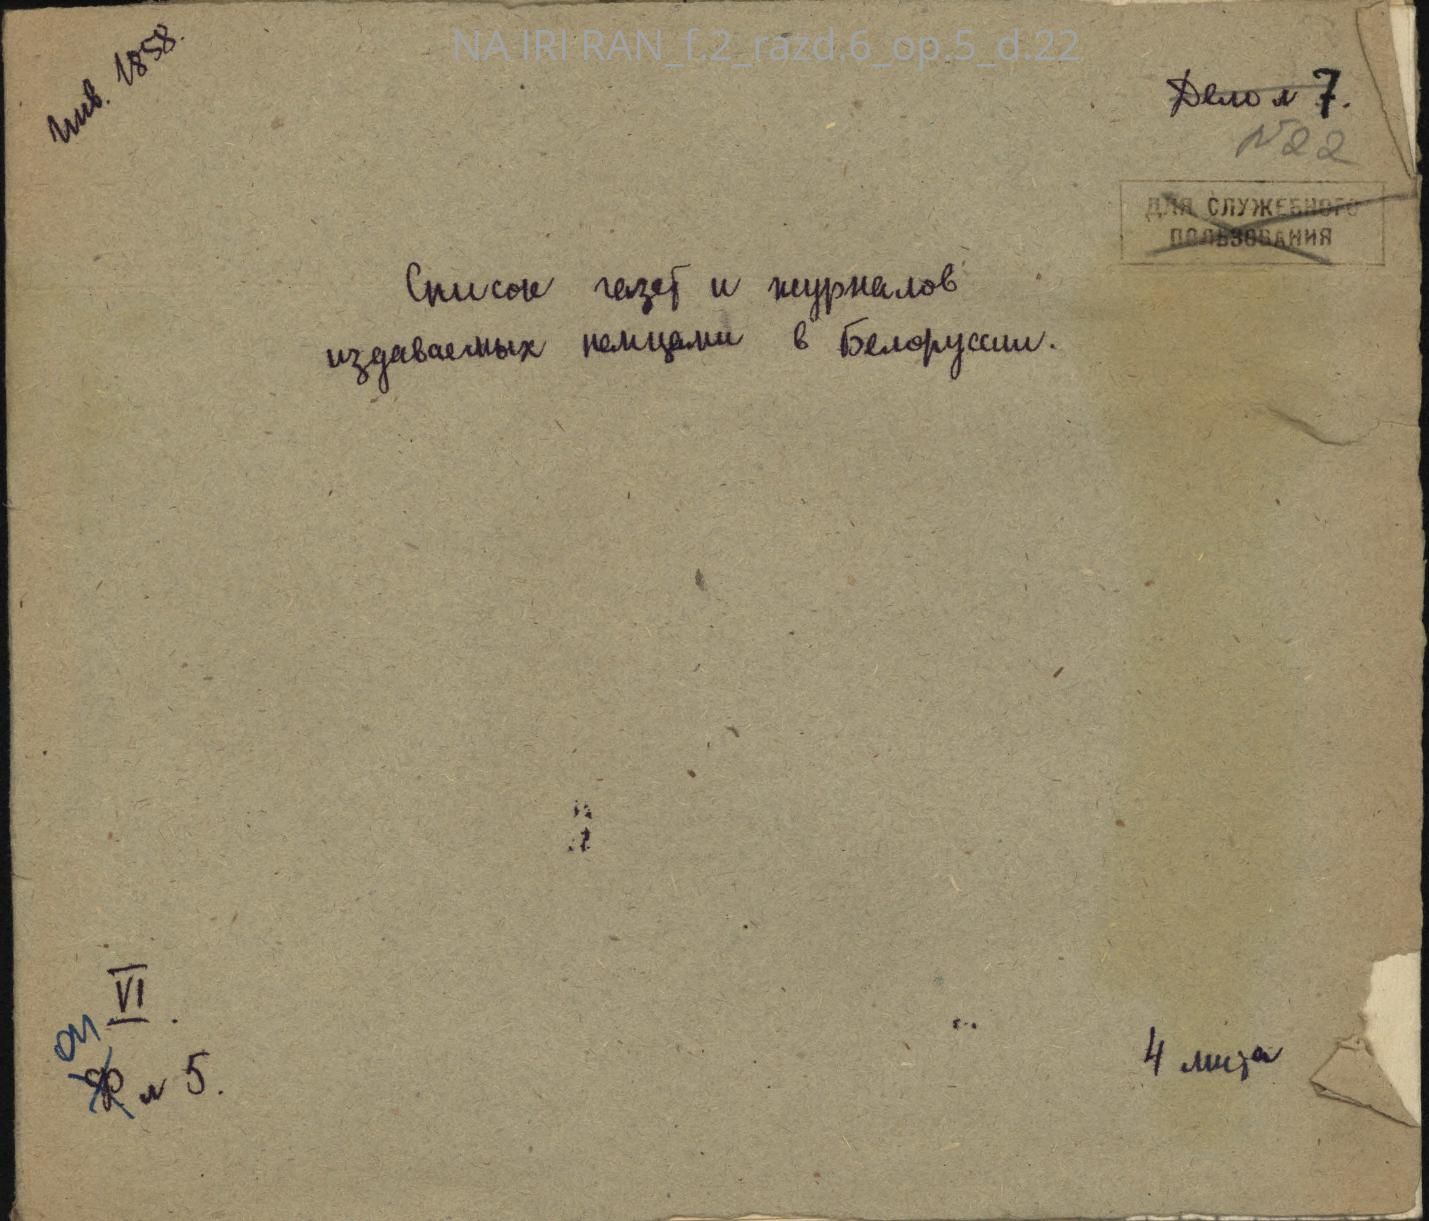 NA IRI RAN_f.2_razd.6_op.5_d.22
Инв. 1858.
Дело № 7.
№22
ДЛЯ СЛУЖЕБНОГО
ПОЛЬЗОВАНИЯ
Список газет и журналов
издаваемых немцами в Белоруссии.
VI
оп
Ф № 5.
4 листа